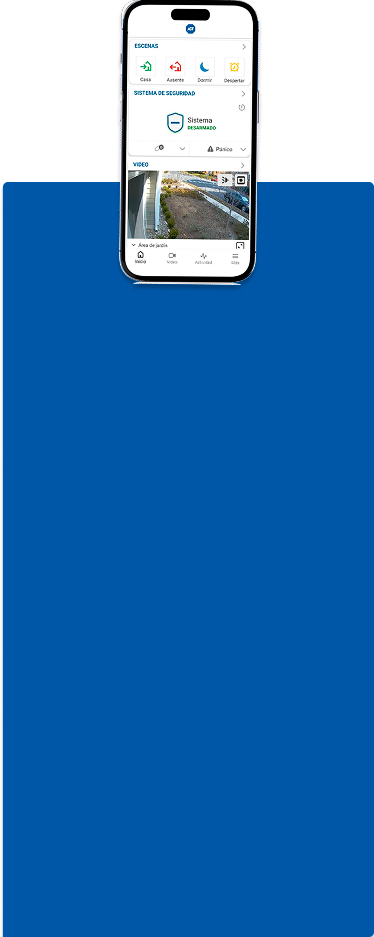 ADT
ESCENAS
Casa
Ausente
Dormir
Despertar
SISTEMA DE SEGURIDAD
Sistema
DESARMADO
Pánico
VIDEO
Área de jardín
Inicio
Video
Actividad
Más